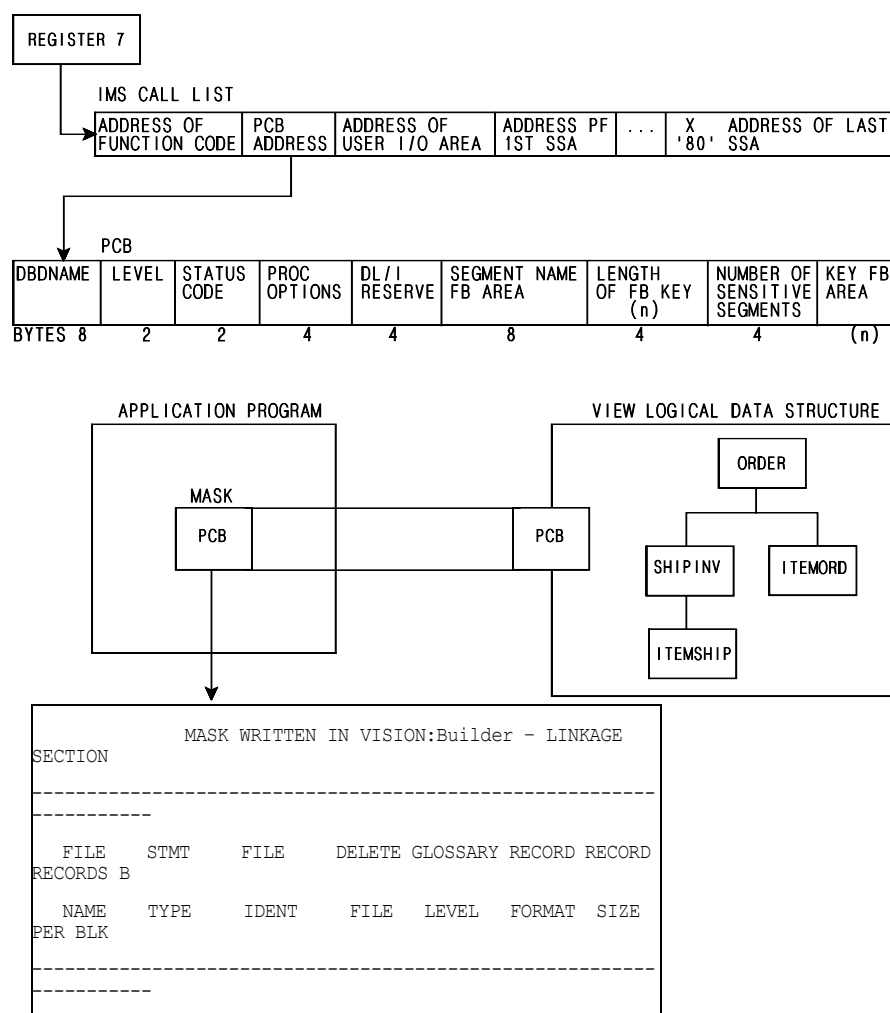 REGISTER 7
IMS CALL LIST
ADDRESS OF FUNCTION CODE
PCB ADDRESS
ADDRESS OF USER I/O AREA
ADDRESS PF 1ST SSA
...
X '80' ADDRESS OF LAST SSA
PCB
DBDNAME
LEVEL
STATUS CODE
PROC OPTIONS
DL/I RESERVE
SEGMENT NAME FB AREA
LENGTH OF FB KEY (n)
NUMBER OF SENSITIVE SEGMENTS
KEY FB AREA
BYTES 8 2 2 4 4 8 4 4 (n)
APPLICATION PROGRAM
VIEW LOGICAL DATA STRUCTURE
MASK
PCB
PCB
ORDER
SHIPINV
ITEMORD
ITEMSHIP
MASK WRITTEN IN VISION:Builder - LINKAGE
SECTION
---------------------------------------------------------------
-----------
FILE STMT FILE DELETE GLOSSARY RECORD RECORD
RECORDS B
NAME TYPE IDENT FILE LEVEL FORMAT SIZE
PER BLK
---------------------------------------------------------------
-----------